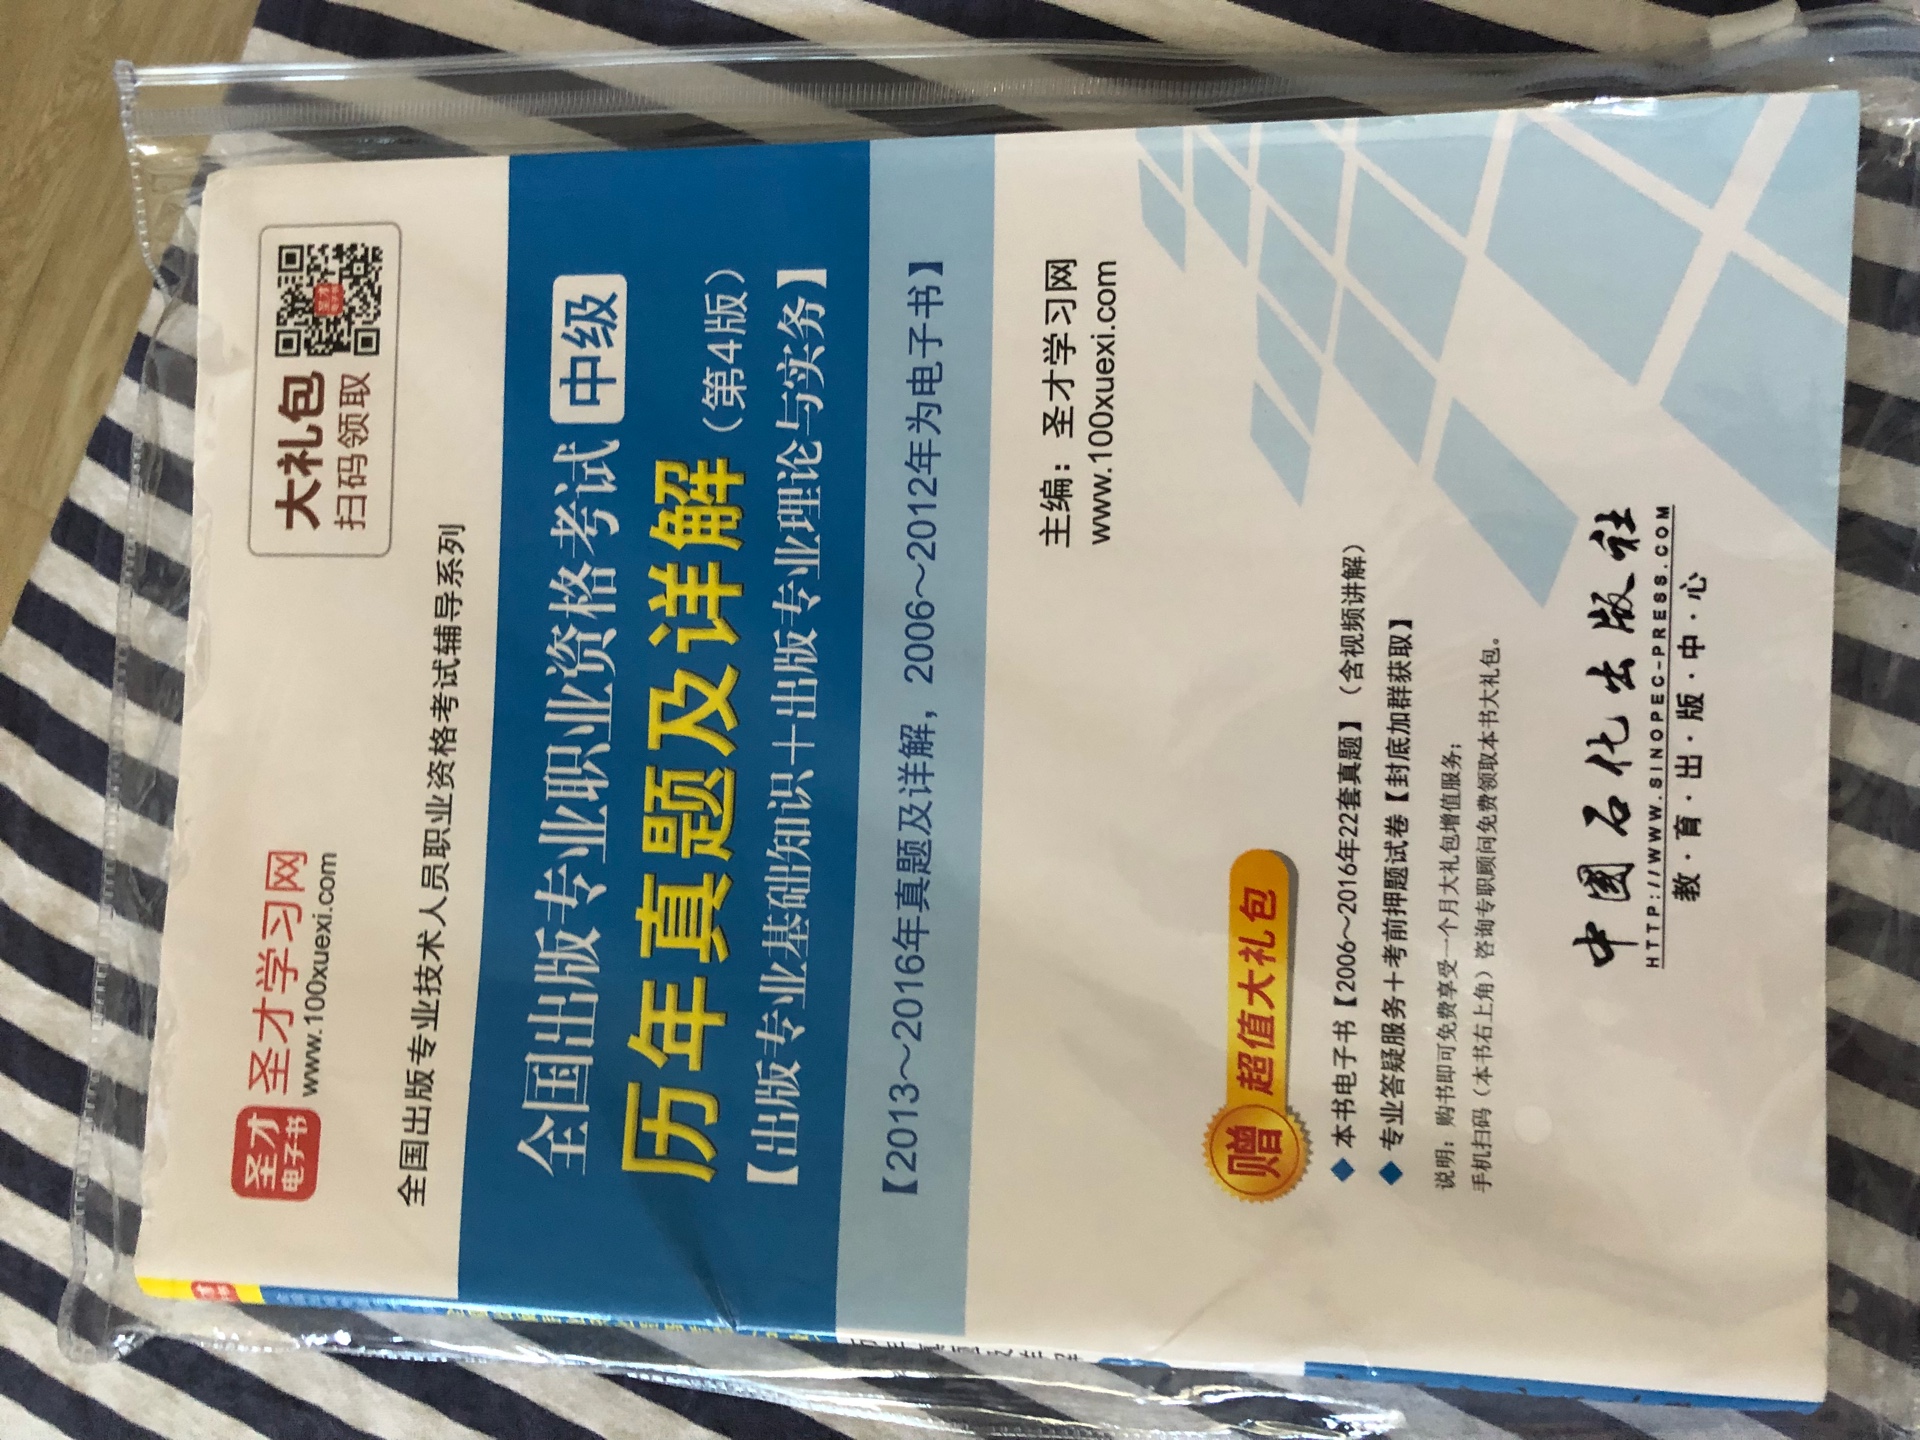 圣才
电子书
圣才学习网
www.100xuexi.com
大礼包
扫码领取
全国出版专业技术人员职业资格考试辅导系列
全国出版专业职业资格考试 中级
历年真题及详解（第4版）
【出版专业基础知识＋出版专业理论与实务】
【2013～2016年真题及详解，2006～2012年为电子书】
主编：圣才学习网
www.100xuexi.com
赠 超值大礼包
◆ 本书电子书【2006～2016年22套真题】（含视频讲解）
◆ 专业答疑服务＋考前押题试卷【封底加群获取】
说明：购书即可免费享受一个月大礼包增值服务；
手机扫码（本书右上角）咨询专职顾问免费领取本书大礼包。
中國石化出版社
HTTP://WWW.SINOPEC-PRESS.COM
教·育·出·版·中·心